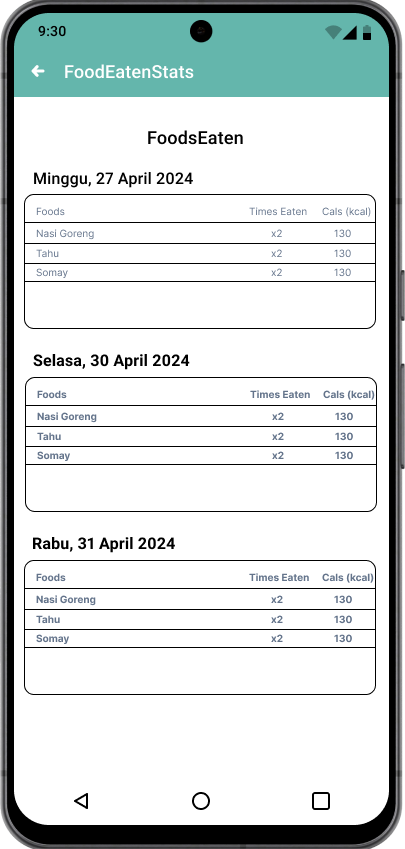 9:30
FoodEatenStats
FoodsEaten
Minggu, 27 April 2024
Foods Times Eaten Cals (kcal)
Nasi Goreng x2 130
Tahu x2 130
Somay x2 130
Selasa, 30 April 2024
Foods Times Eaten Cals (kcal)
Nasi Goreng x2 130
Tahu x2 130
Somay x2 130
Rabu, 31 April 2024
Foods Times Eaten Cals (kcal)
Nasi Goreng x2 130
Tahu x2 130
Somay x2 130